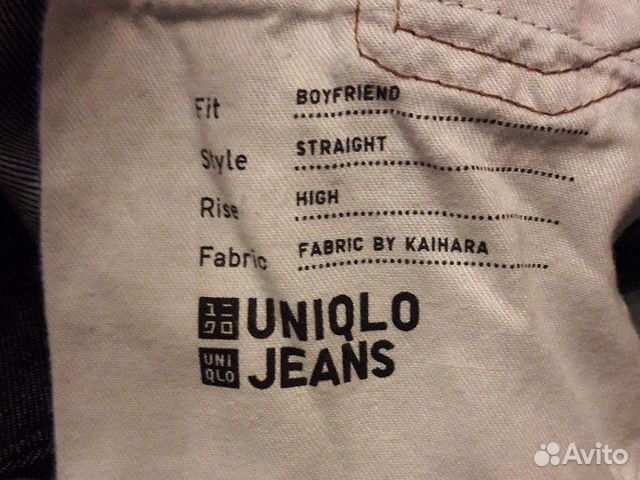 Fit BOYFRIEND
Style STRAIGHT
Rise HIGH
Fabric FABRIC BY KAIHARA
ユニ
クロ
UNIQLO
UNI
QLO
JEANS
Avito